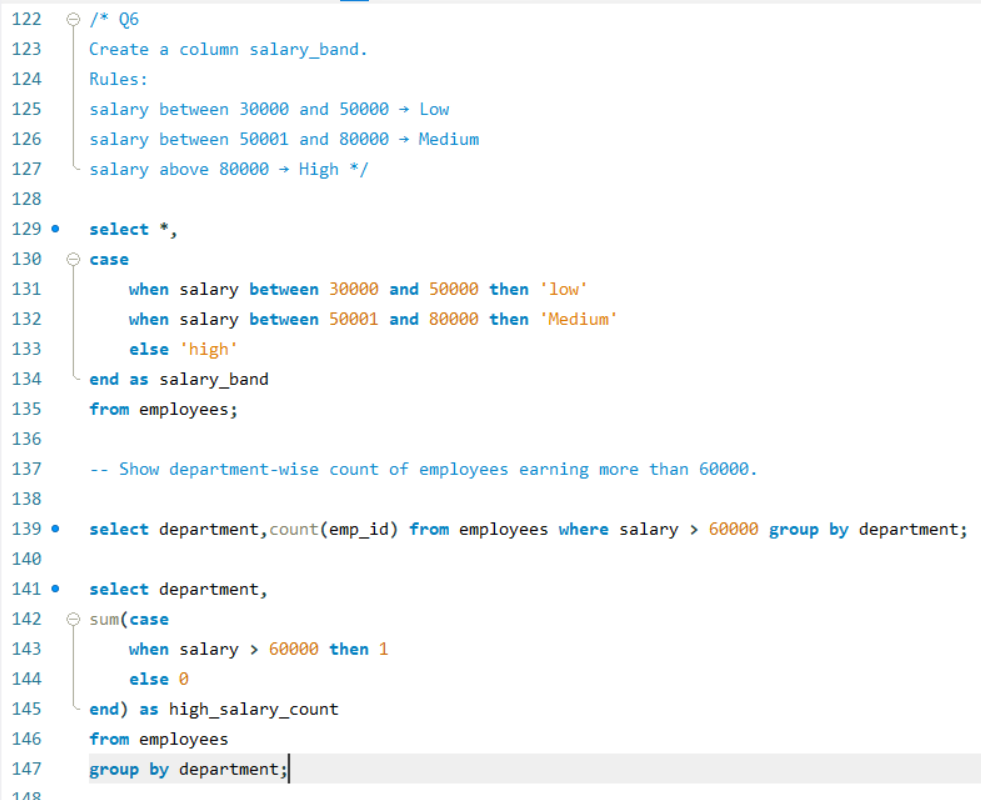 122 /* Q6
123 Create a column salary_band.
124 Rules:
125 salary between 30000 and 50000 → Low
126 salary between 50001 and 80000 → Medium
127 salary above 80000 → High */
128
129 select *,
130 case
131 when salary between 30000 and 50000 then 'low'
132 when salary between 50001 and 80000 then 'Medium'
133 else 'high'
134 end as salary_band
135 from employees;
136
137 -- Show department-wise count of employees earning more than 60000.
138
139 select department,count(emp_id) from employees where salary > 60000 group by department;
140
141 select department,
142 sum(case
143 when salary > 60000 then 1
144 else 0
145 end) as high_salary_count
146 from employees
147 group by department;
148